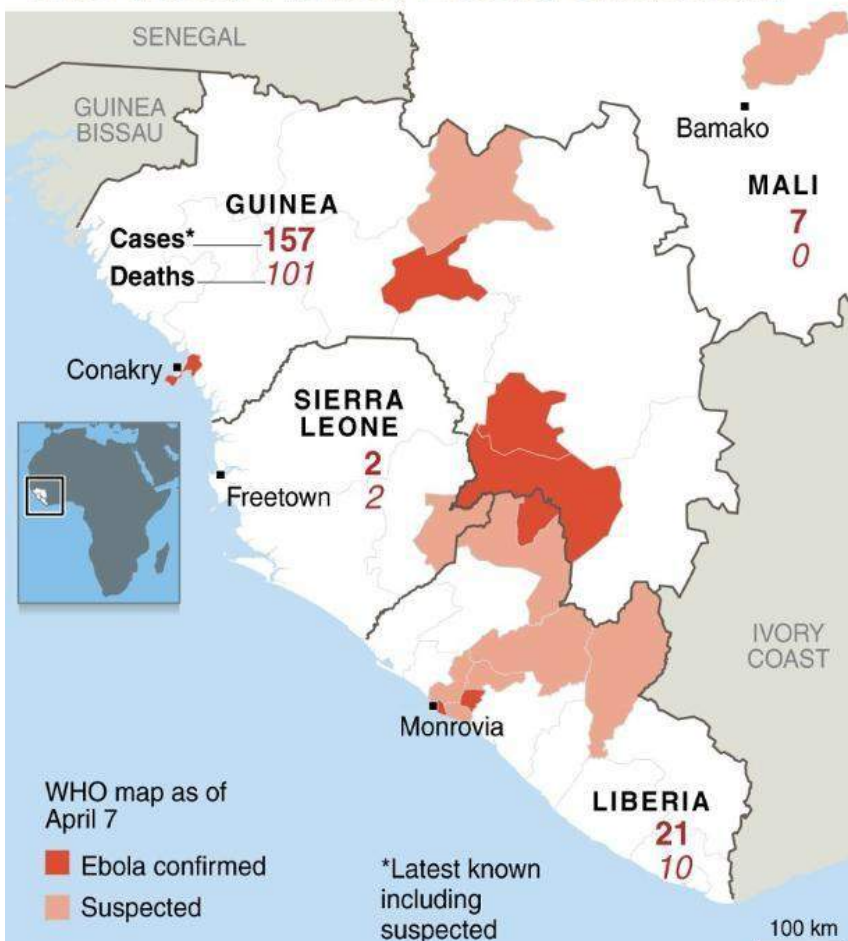 SENEGAL
GUINEA
BISSAU
Bamako
MALI
7
0
GUINEA
Cases* 157
Deaths 101
Conakry
SIERRA
LEONE
2
2
Freetown
IVORY
COAST
Monrovia
LIBERIA
21
10
WHO map as of
April 7
Ebola confirmed
Suspected
*Latest known
including
suspected
100 km